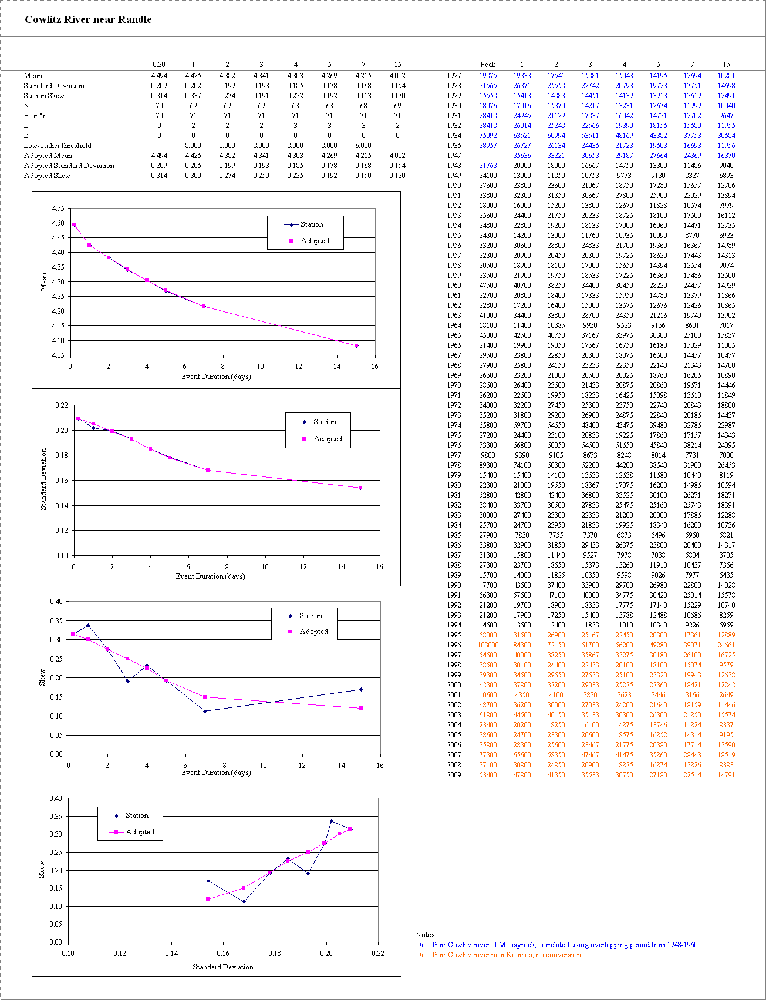 Cowlitz River near Randle
0.20 1 2 3 4 5 7 15
Mean 4.494 4.425 4.382 4.341 4.303 4.269 4.215 4.082
Standard Deviation 0.209 0.202 0.199 0.193 0.185 0.178 0.168 0.154
Station Skew 0.314 0.337 0.274 0.191 0.232 0.192 0.113 0.170
N 70 69 69 69 68 68 68 69
H or "n" 70 71 71 71 71 71 71 71
L 0 2 2 2 3 3 3 2
Z 0 0 0 0 0 0 0 0
Low-outlier threshold 8,000 8,000 8,000 8,000 8,000 6,000
Adopted Mean 4.494 4.425 4.382 4.341 4.303 4.269 4.215 4.082
Adopted Standard Deviation 0.209 0.205 0.199 0.193 0.185 0.178 0.168 0.154
Adopted Skew 0.314 0.300 0.274 0.250 0.225 0.192 0.150 0.120
4.55
4.50
4.45
4.40
4.35
4.30
4.25
4.20
4.15
4.10
4.05
Mean
Station
Adopted
0 2 4 6 8 10 12 14 16
Event Duration (days)
0.22
0.20
0.18
0.16
0.14
0.12
0.10
Standard Deviation
Station
Adopted
0 2 4 6 8 10 12 14 16
Event Duration (days)
0.40
0.35
0.30
0.25
0.20
0.15
0.10
0.05
0.00
Skew
Station
Adopted
0 2 4 6 8 10 12 14 16
Event Duration (days)
0.40
0.35
0.30
0.25
0.20
0.15
0.10
0.05
0.00
Skew
Station
Adopted
0.10 0.12 0.14 0.16 0.18 0.20 0.22
Standard Deviation
Peak 1 2 3 4 5 7 15
1927 19875 19333 17541 15881 15048 14195 12694 10281
1928 31565 26371 25558 22742 20798 19728 17751 14698
1929 15558 15413 14883 14451 14139 13918 13619 12491
1930 18076 17016 15370 14217 13231 12674 11999 10040
1931 28418 24945 21129 17837 16042 14731 12702 9647
1932 28418 26014 25248 22566 19890 18155 15580 11955
1934 75092 63521 60994 53511 48169 43882 37753 30584
1935 28957 26727 26134 24435 21728 19503 16693 11956
1947 35636 33221 30653 29187 27664 24369 16370
1948 21763 20000 18000 16667 14750 13300 11486 9040
1949 24100 13000 11850 10753 9773 9130 8327 6893
1950 27600 23800 23600 21067 18750 17280 15657 12706
1951 33800 32300 31350 30667 27800 25900 22029 13894
1952 18000 16000 15200 13800 12670 11828 10574 7979
1953 25600 24400 21750 20233 18725 18100 17500 16112
1954 24800 22800 19200 18133 17000 16060 14471 12735
1955 24300 14200 13000 11760 10935 10090 8770 6923
1956 33200 30600 28800 24833 21700 19360 16367 14989
1957 22300 20900 20450 20300 19725 18620 17443 14313
1958 20500 18900 18100 17000 15650 14394 12554 9074
1959 23500 21900 19750 18533 17225 16360 15486 13500
1960 47500 40700 38250 34400 30450 28220 24457 14929
1961 22700 20800 18400 17333 15950 14780 13379 11866
1962 22800 17200 16400 15000 13575 12676 12426 10865
1963 41000 34400 33800 28700 24350 21216 19740 13902
1964 18100 11400 10385 9930 9523 9166 8601 7017
1965 45000 42500 40750 37167 33975 30300 25100 15837
1966 21400 19900 19050 17667 16750 16180 15029 11005
1967 29500 23800 22850 20300 18075 16500 14457 10477
1968 27900 25800 24150 23233 22350 22140 21343 14700
1969 26600 23200 21000 20500 20025 18760 16206 10890
1970 28600 26400 23600 21433 20875 20860 19671 14446
1971 26200 22600 19950 18233 16425 15098 13610 11849
1972 34000 32200 27450 25300 23750 22740 20843 18800
1973 35200 31800 29200 26900 24875 22840 20186 14437
1974 65800 59700 54650 48400 43475 39480 32786 22987
1975 27200 24400 23100 20833 19225 17860 17157 14343
1976 73300 66800 60050 54500 51650 45840 38214 24095
1977 9800 9390 9105 8673 8248 8014 7731 7000
1978 89300 74100 60300 52200 44200 38540 31900 26453
1979 15400 15400 14100 13633 12638 11680 10440 8119
1980 22300 21000 19550 18367 17075 16200 14986 10594
1981 52800 42800 42400 36800 33525 30100 26271 18271
1982 38400 33700 30500 27833 25475 25160 25743 18391
1983 30000 27400 23300 22333 21200 20000 17886 12288
1984 25700 24700 23950 21833 19925 18340 16200 10736
1985 27900 7830 7755 7370 6873 6496 5960 5821
1986 33800 32900 31850 29433 26375 23800 20400 14317
1987 31300 15800 11440 9527 7978 7038 5804 3705
1988 27300 23700 18650 15373 13260 11910 10437 7366
1989 15700 14000 11825 10350 9598 9026 7977 6435
1990 47700 43600 37400 33900 29700 26980 22800 14028
1991 66300 57600 47100 40000 34775 30420 25014 15578
1992 21200 19700 18900 18333 17775 17140 15229 10740
1993 21200 17900 17250 15400 13788 12488 10686 8259
1994 14600 13600 12400 11833 11010 10340 9226 6959
1995 68000 31500 26900 25167 22450 20300 17361 12889
1996 103000 84300 72150 61700 56200 49280 39071 24661
1997 54600 40000 38250 35867 33275 30180 26100 16725
1998 38500 30100 24400 22433 20100 18100 15074 9579
1999 39300 34500 29650 27633 25100 23320 19943 12638
2000 42300 37800 32200 29033 25225 22360 18421 12242
2001 10600 4350 4100 3830 3623 3446 3166 2649
2002 48700 36200 30000 27033 24200 21640 18159 11446
2003 61800 44500 40150 35133 30300 26300 21850 15574
2004 23400 20200 18250 16100 14875 13746 11824 8337
2005 38600 24700 23300 20600 18575 16852 14314 9195
2006 35800 28300 25600 23467 21775 20380 17714 13590
2007 77300 65600 58350 47467 41475 35860 28443 18519
2008 37100 30800 24850 20900 18825 16874 13826 8383
2009 53400 47800 41350 35533 30750 27180 22514 14791
Notes:
Data from Cowlitz River at Mossyrock, correlated using overlapping period from 1948-1960.
Data from Cowlitz River near Kosmos, no conversion.